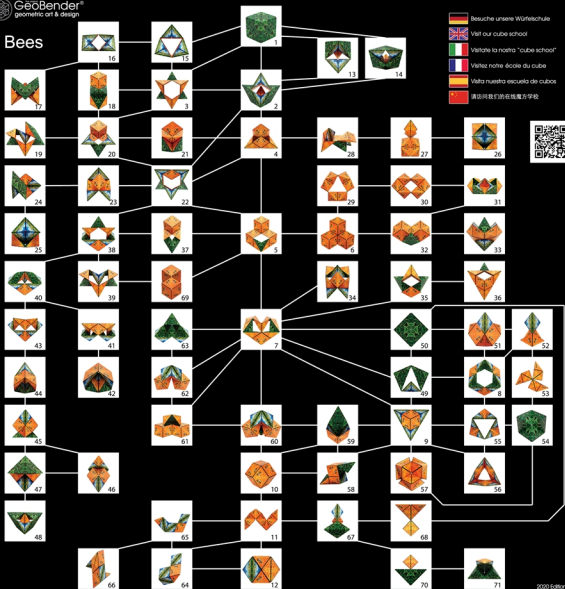 GeoBender®
geometric art & design
Bees
Besuche unsere Würfelschule
Visit our cube school
Visitate la nostra "cube school"
Visitez notre école du cube
Visita nuestra escuela de cubos
请访问我们的在线魔方学校
1
16 15 13 14
17 18 3 2
19 20 21 4 28 27 26
24 23 22 29 30 31
25 38 37 5 6 32 33
40 39 69 34 35 36
43 41 63 7 50 51 52
44 42 62 49 8 53
45 61 60 59 9 55 54
47 46 10 58 57 56
48 65 11 67 68
66 64 12 70 71
2020 Edition